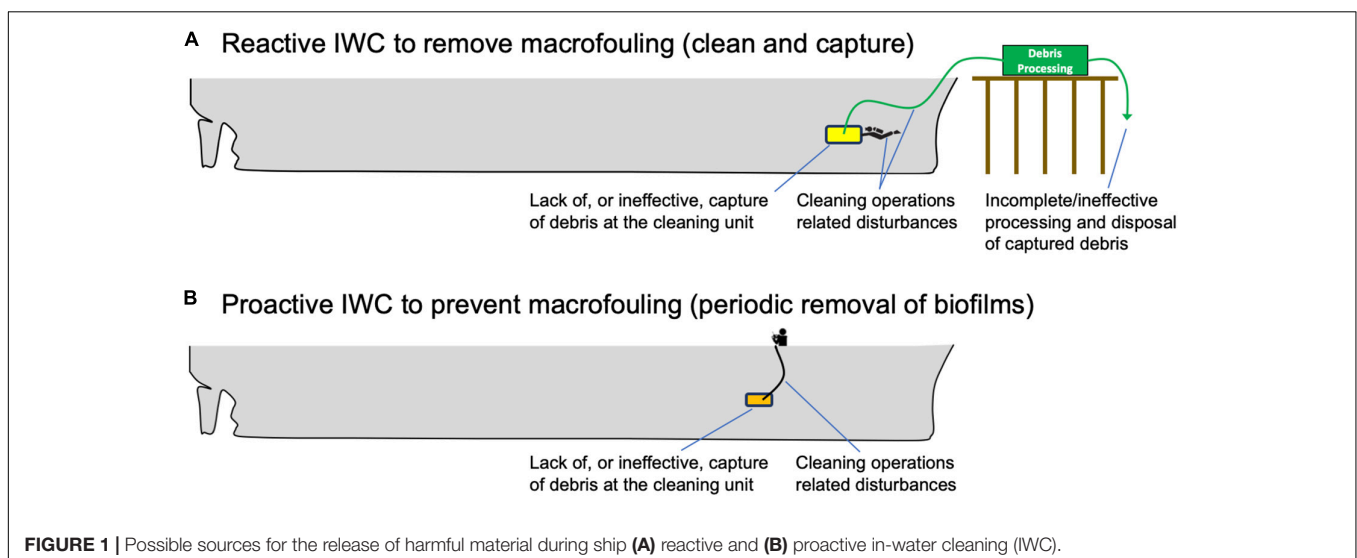 A Reactive IWC to remove macrofouling (clean and capture)
Debris
Processing
Lack of, or ineffective, capture
of debris at the cleaning unit
Cleaning operations
related disturbances
Incomplete/ineffective
processing and disposal
of captured debris
B Proactive IWC to prevent macrofouling (periodic removal of biofilms)
Lack of, or ineffective, capture
of debris at the cleaning unit
Cleaning operations
related disturbances
FIGURE 1 | Possible sources for the release of harmful material during ship (A) reactive and (B) proactive in-water cleaning (IWC).